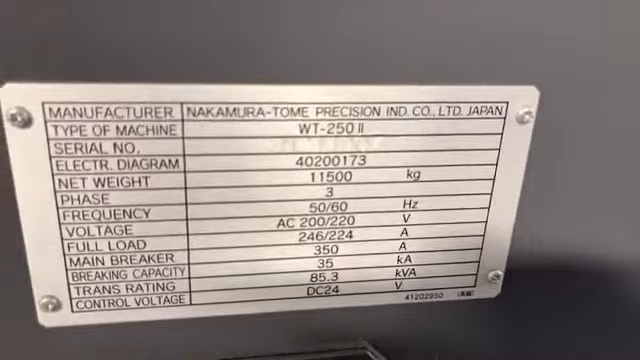 MANUFACTURER NAKAMURA-TOME PRECISION IND. CO., LTD. JAPAN
TYPE OF MACHINE WT-250 II
SERIAL NO.
ELECTR. DIAGRAM 40200173
NET WEIGHT 11500 kg
PHASE 3
FREQUENCY 50/60 Hz
VOLTAGE AC 200/220 V
FULL LOAD 246/224 A
MAIN BREAKER 350 A
BREAKING CAPACITY 35 kA
TRANS RATING 85.3 kVA
CONTROL VOLTAGE DC24 V
41202950